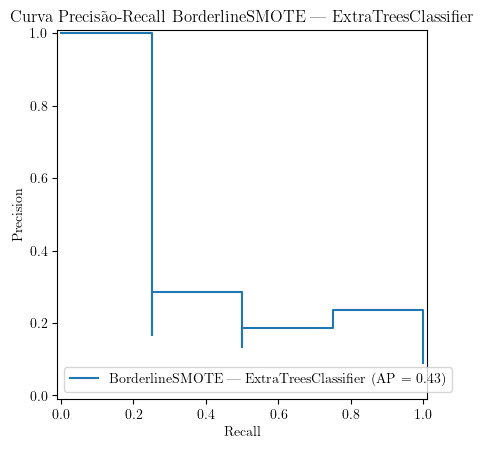 Curva Precisão-Recall BorderlineSMOTE — ExtraTreesClassifier
1.0
0.8
0.6
0.4
0.2
0.0
Precision
BorderlineSMOTE — ExtraTreesClassifier (AP = 0.43)
0.0 0.2 0.4 0.6 0.8 1.0
Recall